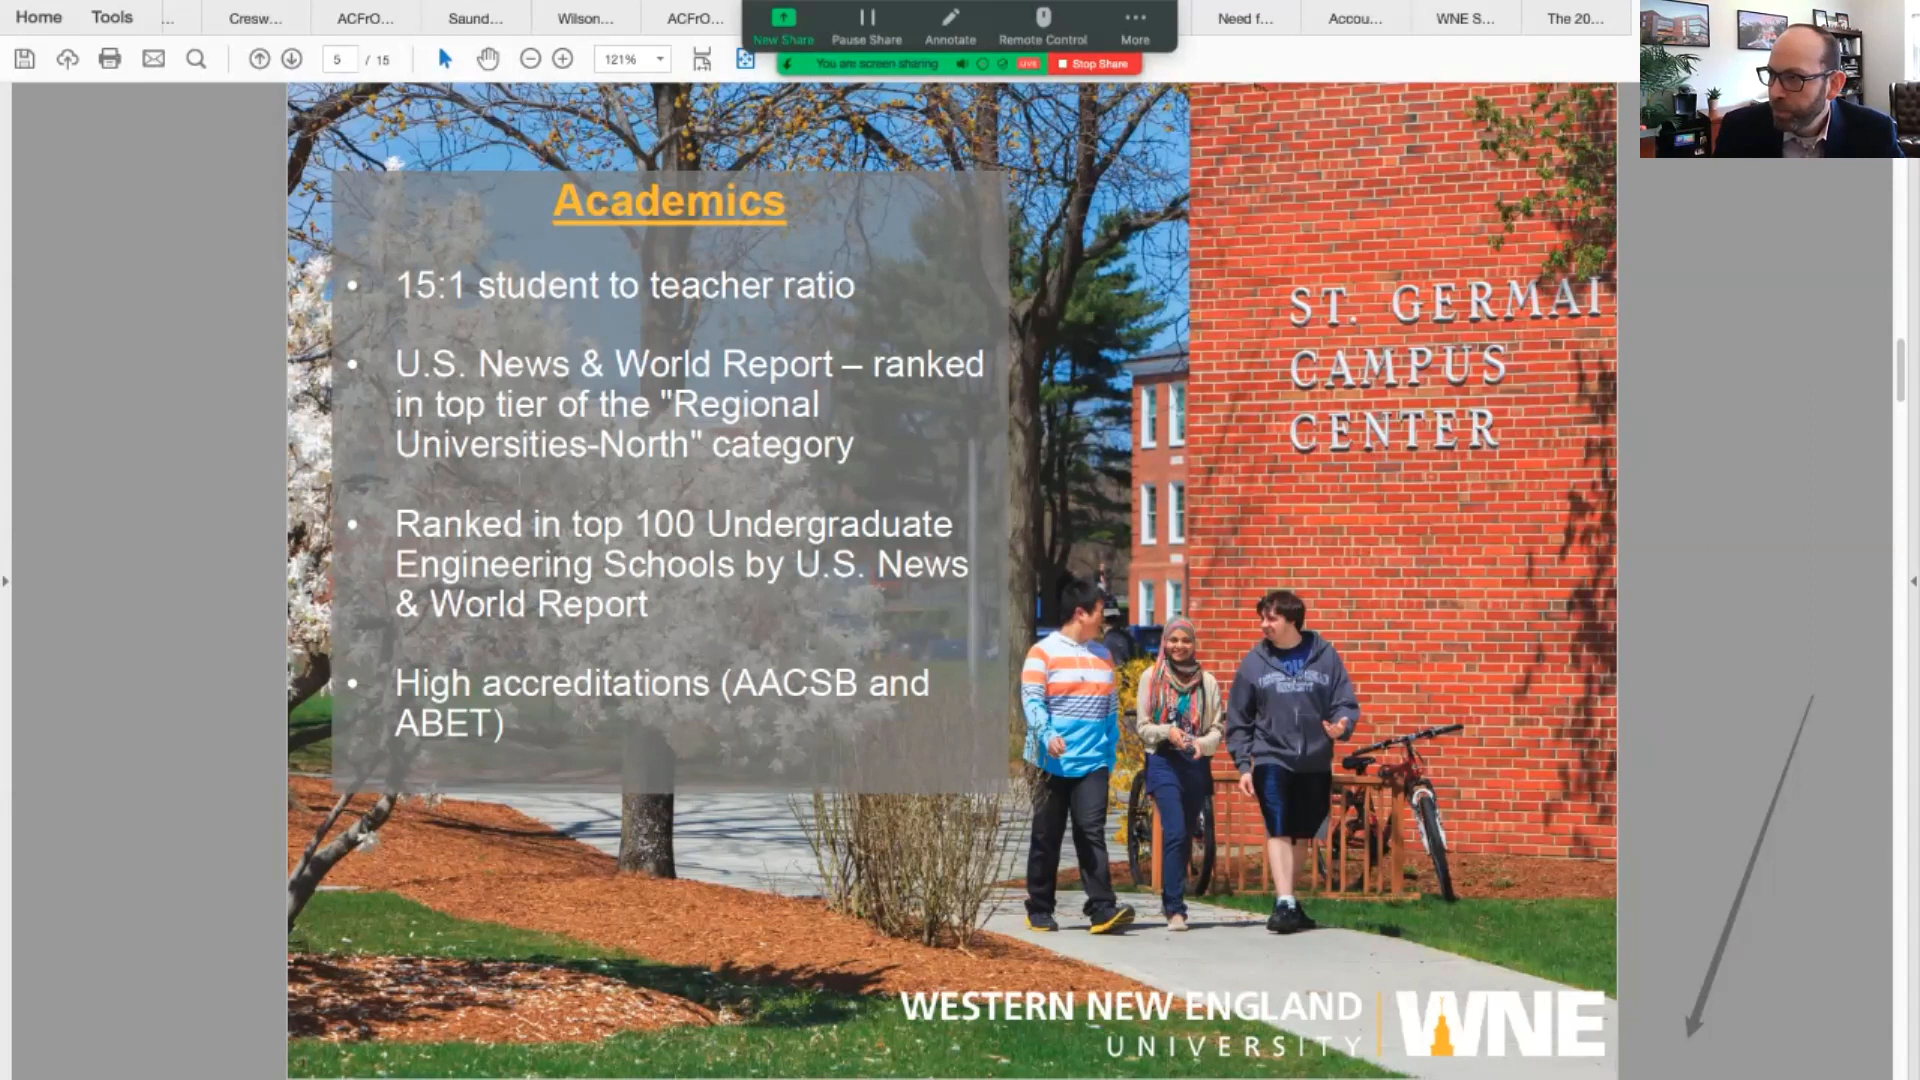 Home Tools ... Cresw... ACFrO... Saund... Wilson... ACFrO... Need f... Accou... WNE S... The 20...
New Share Pause Share Annotate Remote Control More
5 / 15 121%
You are screen sharing LIVE Stop Share
Academics
• 15:1 student to teacher ratio
• U.S. News & World Report – ranked
in top tier of the "Regional
Universities-North" category
• Ranked in top 100 Undergraduate
Engineering Schools by U.S. News
& World Report
• High accreditations (AACSB and
ABET)
ST. GERMAI
CAMPUS
CENTER
WESTERN NEW ENGLAND
UNIVERSITY
WNE